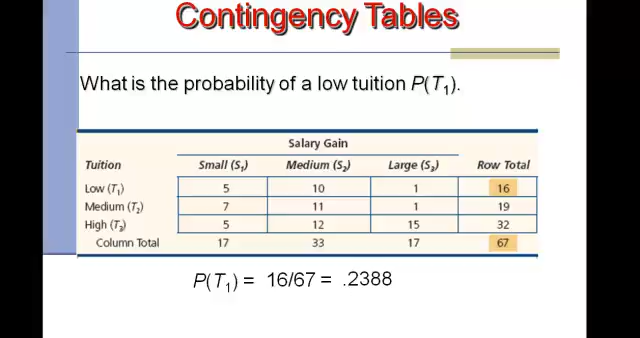 Contingency Tables
What is the probability of a low tuition P(T1).
Salary Gain
Tuition Small (S1) Medium (S2) Large (S3) Row Total
Low (T1) 5 10 1 16
Medium (T2) 7 11 1 19
High (T3) 5 12 15 32
Column Total 17 33 17 67
P(T1) = 16/67 = .2388